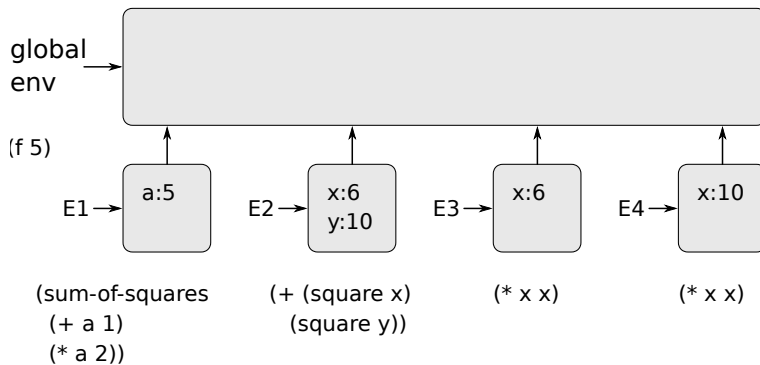 global
env
(f 5)
E1
a:5
E2
x:6
y:10
E3
x:6
E4
x:10
(sum-of-squares
(+ a 1)
(* a 2))
(+ (square x)
(square y))
(* x x)
(* x x)